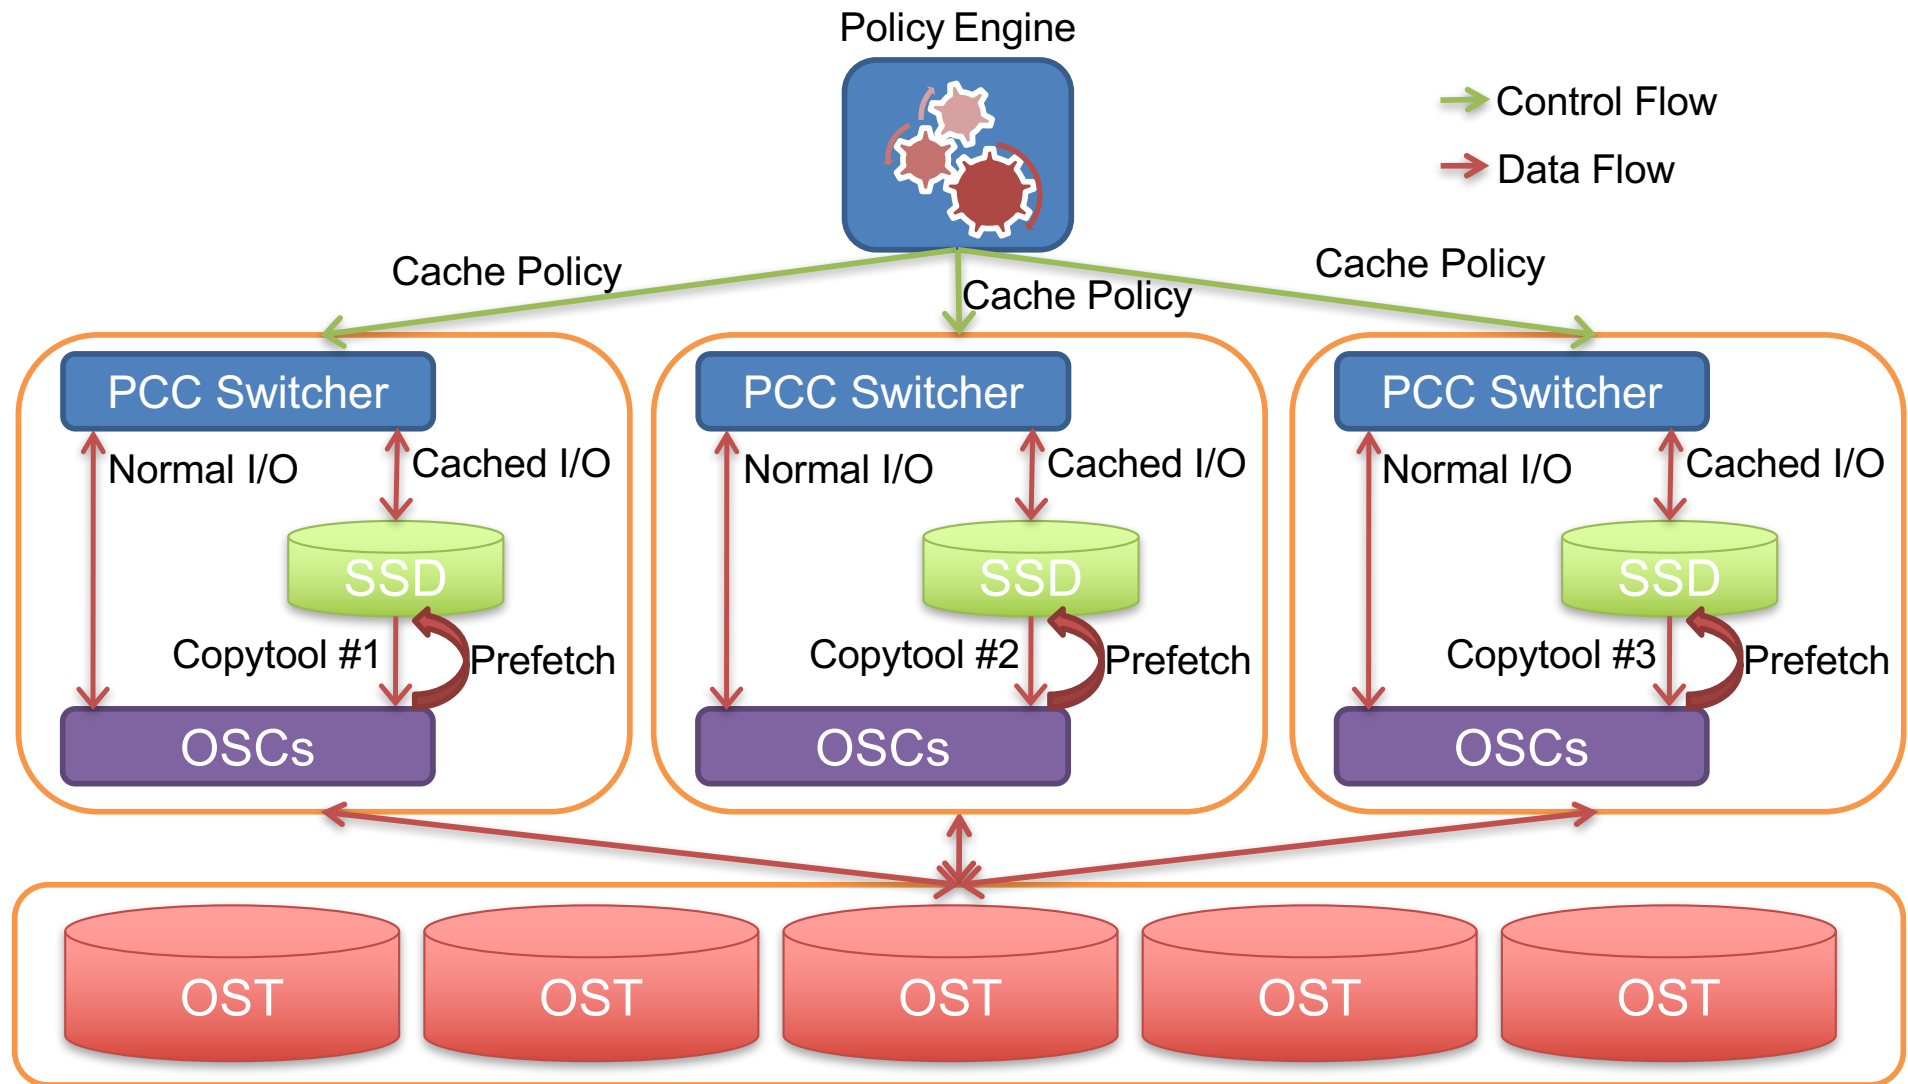 Policy Engine
Control Flow
Data Flow
Cache Policy
Cache Policy
Cache Policy
PCC Switcher
PCC Switcher
PCC Switcher
Normal I/O
Cached I/O
Normal I/O
Cached I/O
Normal I/O
Cached I/O
SSD
SSD
SSD
Copytool #1
Prefetch
Copytool #2
Prefetch
Copytool #3
Prefetch
OSCs
OSCs
OSCs
OST
OST
OST
OST
OST